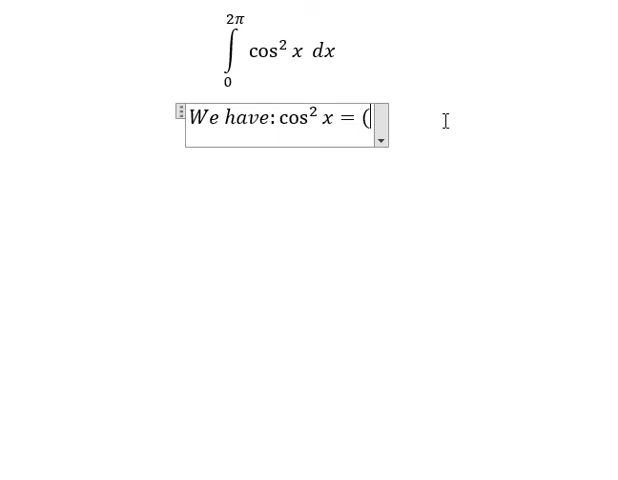 ∫₀^{2π} cos² x dx
We have: cos² x = (